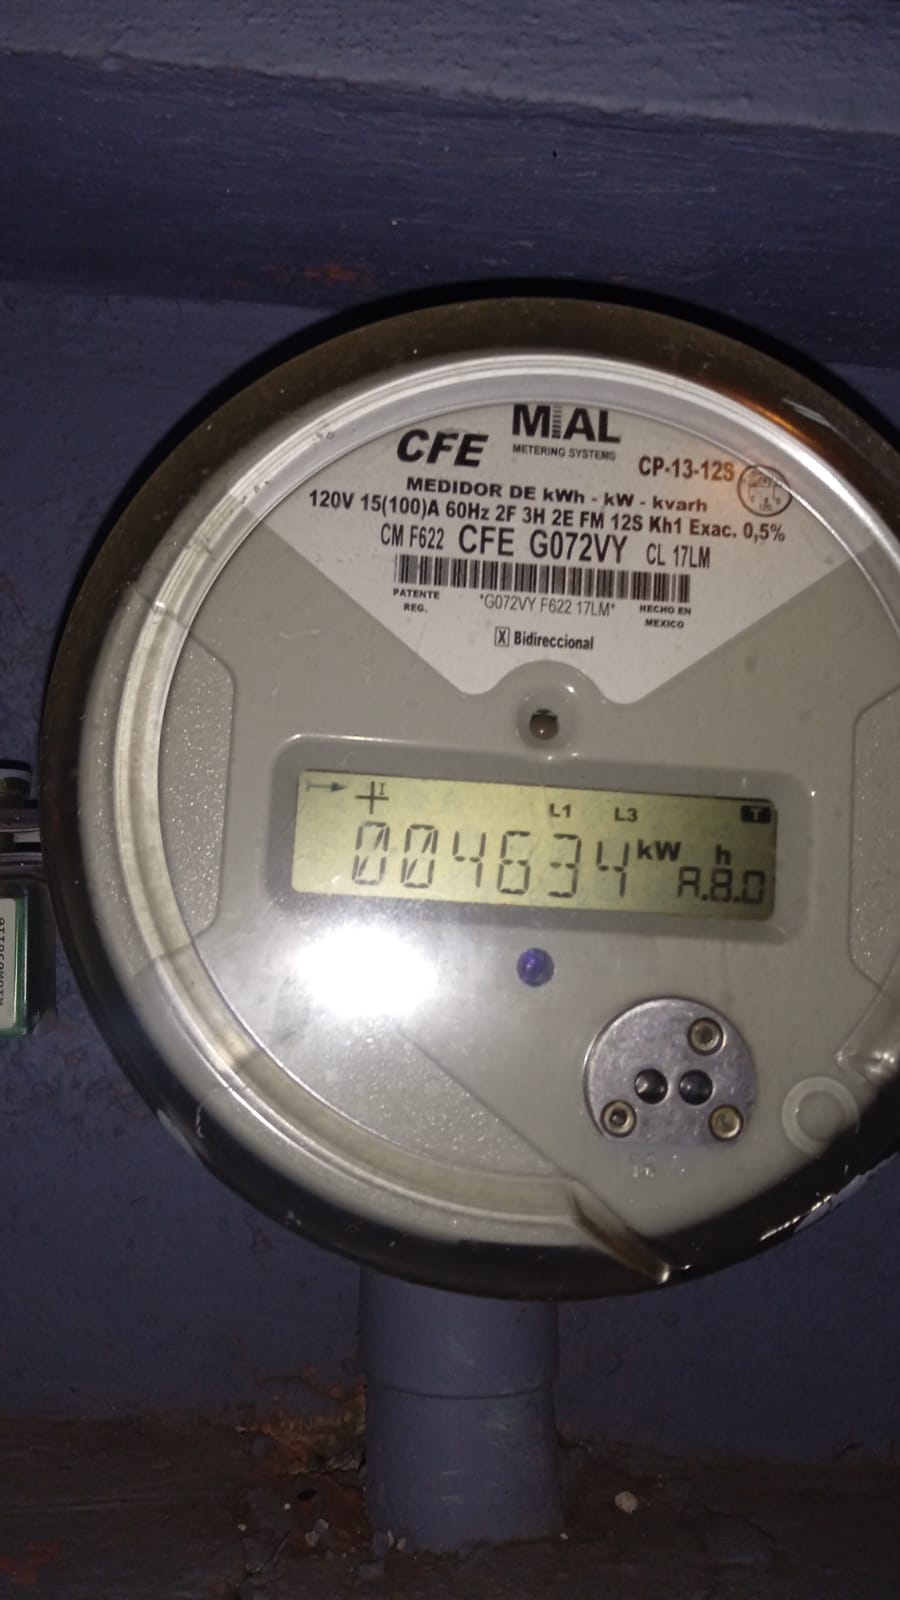 CFE
MIAL
METERING SYSTEMS
CP-13-12S
MEDIDOR DE kWh - kW - kvarh
120V 15(100)A 60Hz 2F 3H 2E FM 12S Kh1 Exac. 0,5%
CM F622 CFE G072VY CL 17LM
PATENTE REG.
*G072VY F622 17LM*
HECHO EN MEXICO
X Bidireccional
L1 L3 T
004634 kW h A.8.0